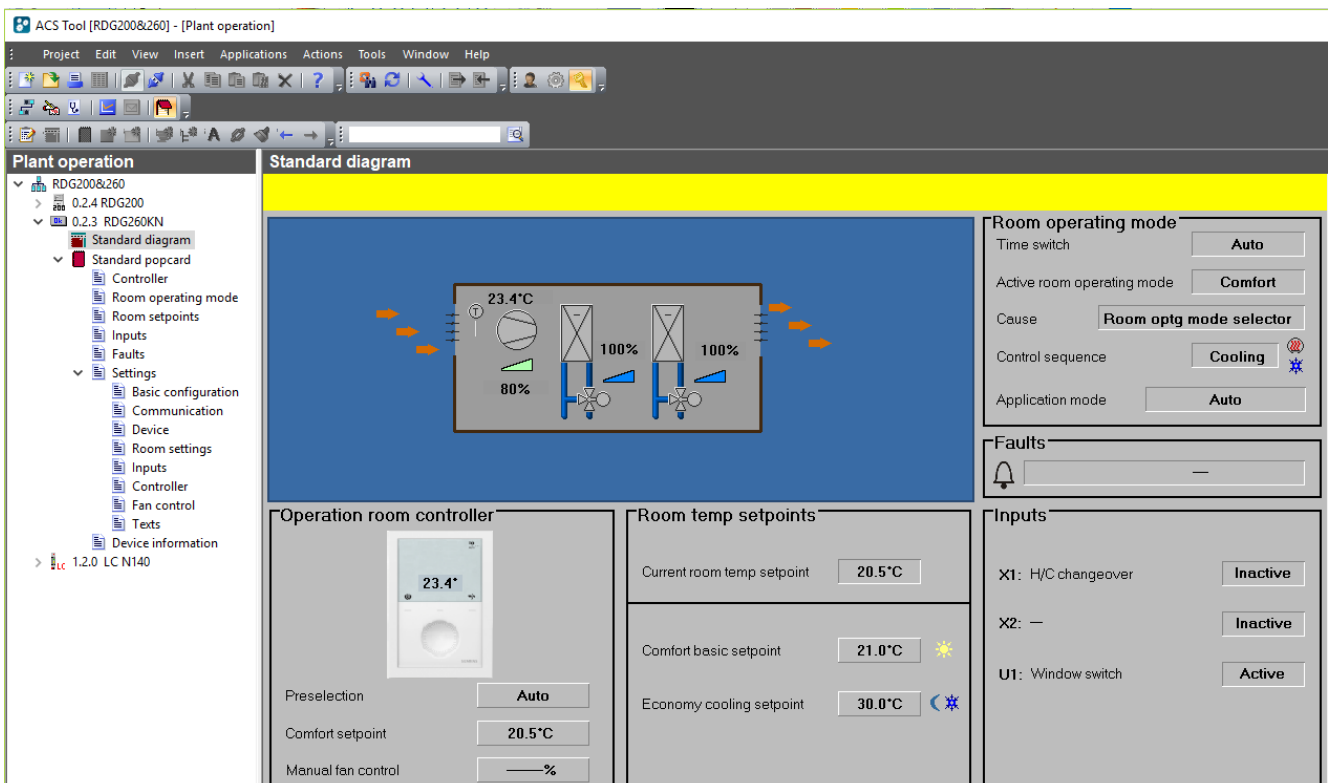 ACS Tool [RDG200&260] - [Plant operation]
Project Edit View Insert Applications Actions Tools Window Help
Plant operation
RDG200&260
0.2.4 RDG200
0.2.3 RDG260KN
Standard diagram
Standard popcard
Controller
Room operating mode
Room setpoints
Inputs
Faults
Settings
Basic configuration
Communication
Device
Room settings
Inputs
Controller
Fan control
Texts
Device information
LC 1.2.0 LC N140
Standard diagram
23.4°C
T
80%
100%
100%
Room operating mode
Time switch Auto
Active room operating mode Comfort
Cause Room optg mode selector
Control sequence Cooling
Application mode Auto
Faults
—
Operation room controller
23.4°
SIEMENS
Preselection Auto
Comfort setpoint 20.5°C
Manual fan control ——%
Room temp setpoints
Current room temp setpoint 20.5°C
Comfort basic setpoint 21.0°C
Economy cooling setpoint 30.0°C
Inputs
X1: H/C changeover Inactive
X2: — Inactive
U1: Window switch Active